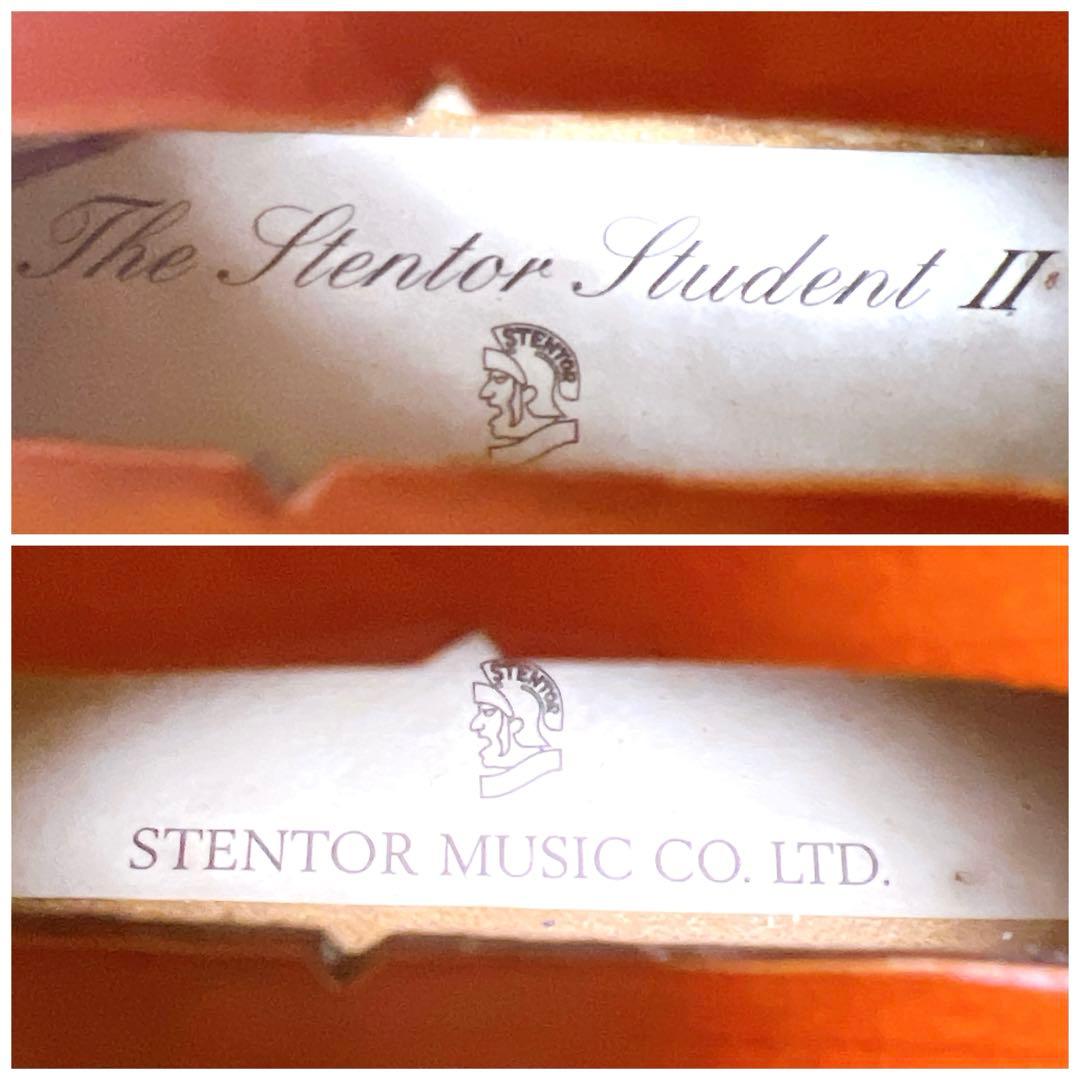 The Stentor Student II
STENTOR
STENTOR
STENTOR MUSIC CO. LTD.